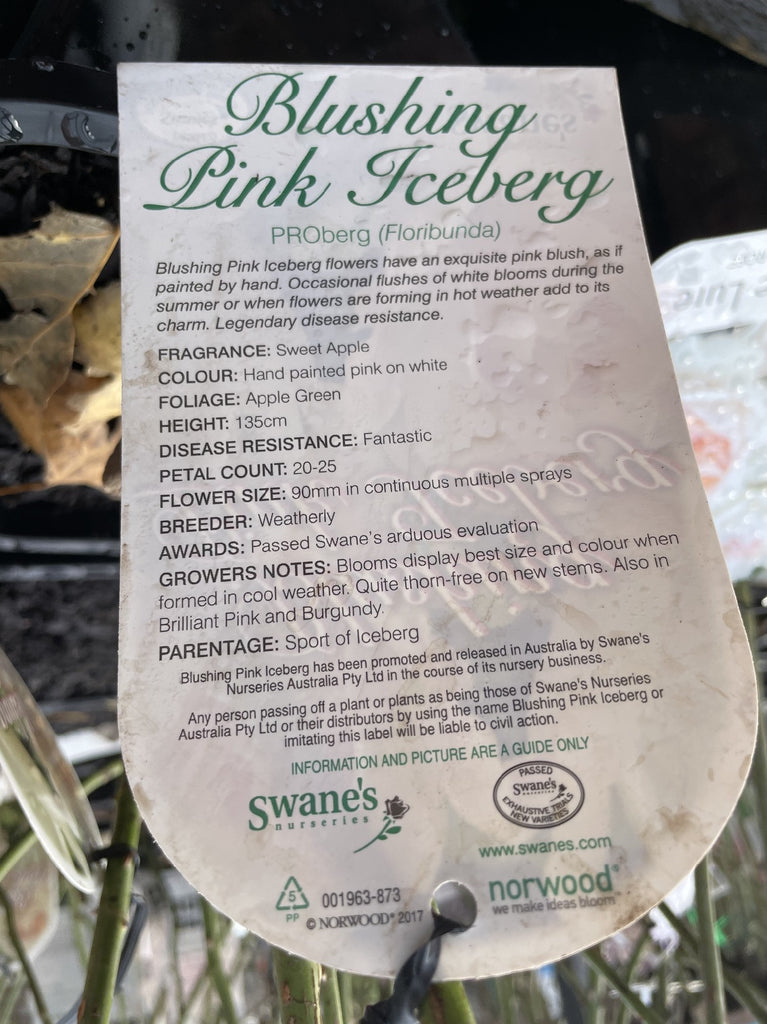 Blushing
Pink Iceberg
PROberg (Floribunda)
Blushing Pink Iceberg flowers have an exquisite pink blush, as if
painted by hand. Occasional flushes of white blooms during the
summer or when flowers are forming in hot weather add to its
charm. Legendary disease resistance.
FRAGRANCE: Sweet Apple
COLOUR: Hand painted pink on white
FOLIAGE: Apple Green
HEIGHT: 135cm
DISEASE RESISTANCE: Fantastic
PETAL COUNT: 20-25
FLOWER SIZE: 90mm in continuous multiple sprays
BREEDER: Weatherly
AWARDS: Passed Swane's arduous evaluation
GROWERS NOTES: Blooms display best size and colour when
formed in cool weather. Quite thorn-free on new stems. Also in
Brilliant Pink and Burgundy.
PARENTAGE: Sport of Iceberg
Blushing Pink Iceberg has been promoted and released in Australia by Swane's
Nurseries Australia Pty Ltd in the course of its nursery business.
Any person passing off a plant or plants as being those of Swane's Nurseries
Australia Pty Ltd or their distributors by using the name Blushing Pink Iceberg or
imitating this label will be liable to civil action.
INFORMATION AND PICTURE ARE A GUIDE ONLY
Swane's
nurseries
PASSED
Swane's
NURSERIES
EXHAUSTIVE TRIALS
NEW VARIETIES
www.swanes.com
5
PP
001963-873
© NORWOOD® 2017
norwood®
we make ideas bloom™